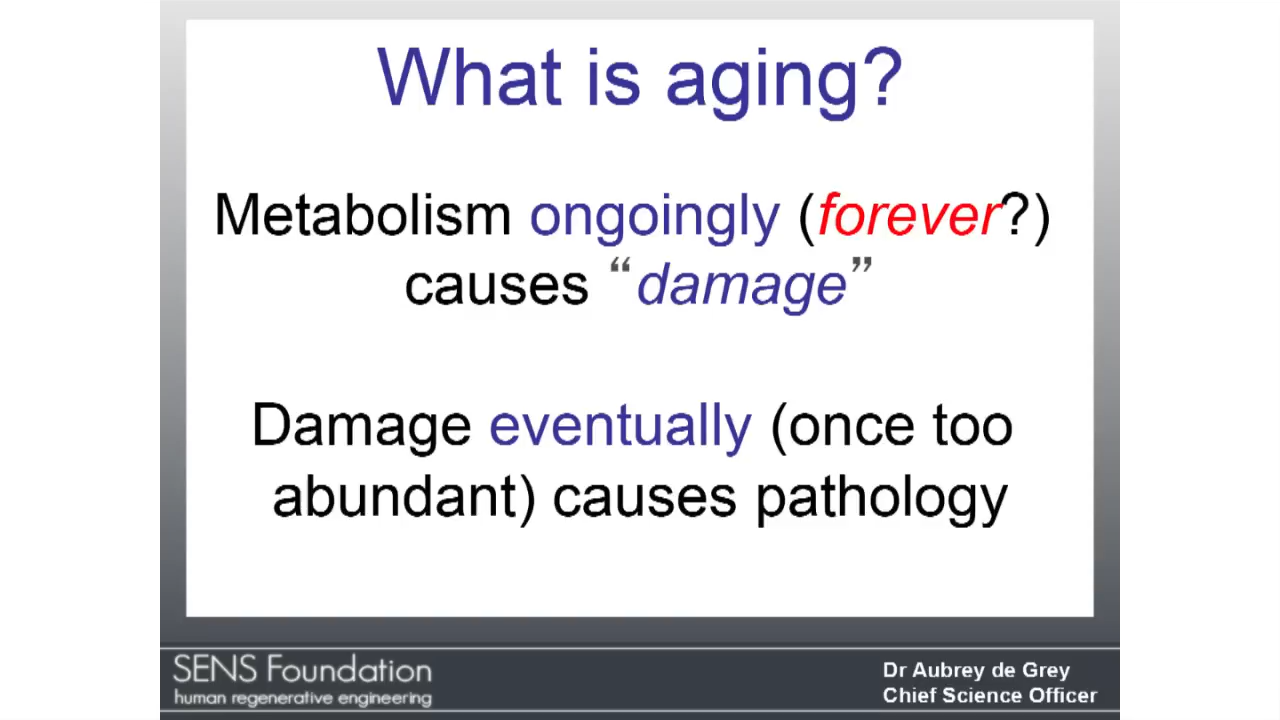 What is aging?
Metabolism ongoingly (forever?)
causes “damage”
Damage eventually (once too
abundant) causes pathology
SENS Foundation
human regenerative engineering
Dr Aubrey de Grey
Chief Science Officer